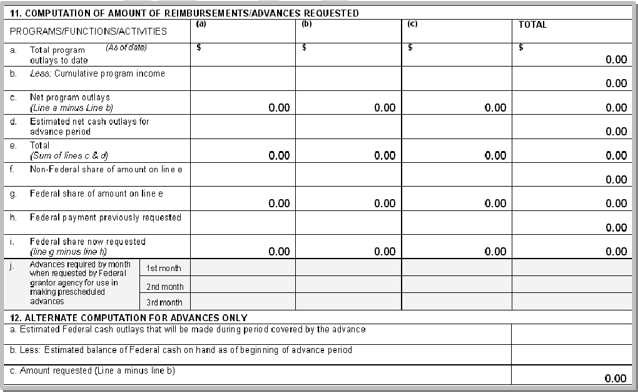 11. COMPUTATION OF AMOUNT OF REIMBURSEMENTS/ADVANCES REQUESTED
PROGRAMS/FUNCTIONS/ACTIVITIES (a) (b) (c) TOTAL
a. Total program (As of date) $ $ $ $
outlays to date 0.00
b. Less: Cumulative program income
0.00
c. Net program outlays
(Line a minus Line b) 0.00 0.00 0.00 0.00
d. Estimated net cash outlays for
advance period 0.00
e. Total
(Sum of lines c & d) 0.00 0.00 0.00 0.00
f. Non-Federal share of amount on line e
0.00
g. Federal share of amount on line e
0.00 0.00 0.00 0.00
h. Federal payment previously requested
0.00
i. Federal share now requested
(line g minus line h) 0.00 0.00 0.00 0.00
j. Advances required by month
when requested by Federal
grantor agency for use in
making prescheduled
advances
1st month
2nd month
3rd month
12. ALTERNATE COMPUTATION FOR ADVANCES ONLY
a. Estimated Federal cash outlays that will be made during period covered by the advance
b. Less: Estimated balance of Federal cash on hand as of beginning of advance period
c. Amount requested (Line a minus line b)
0.00